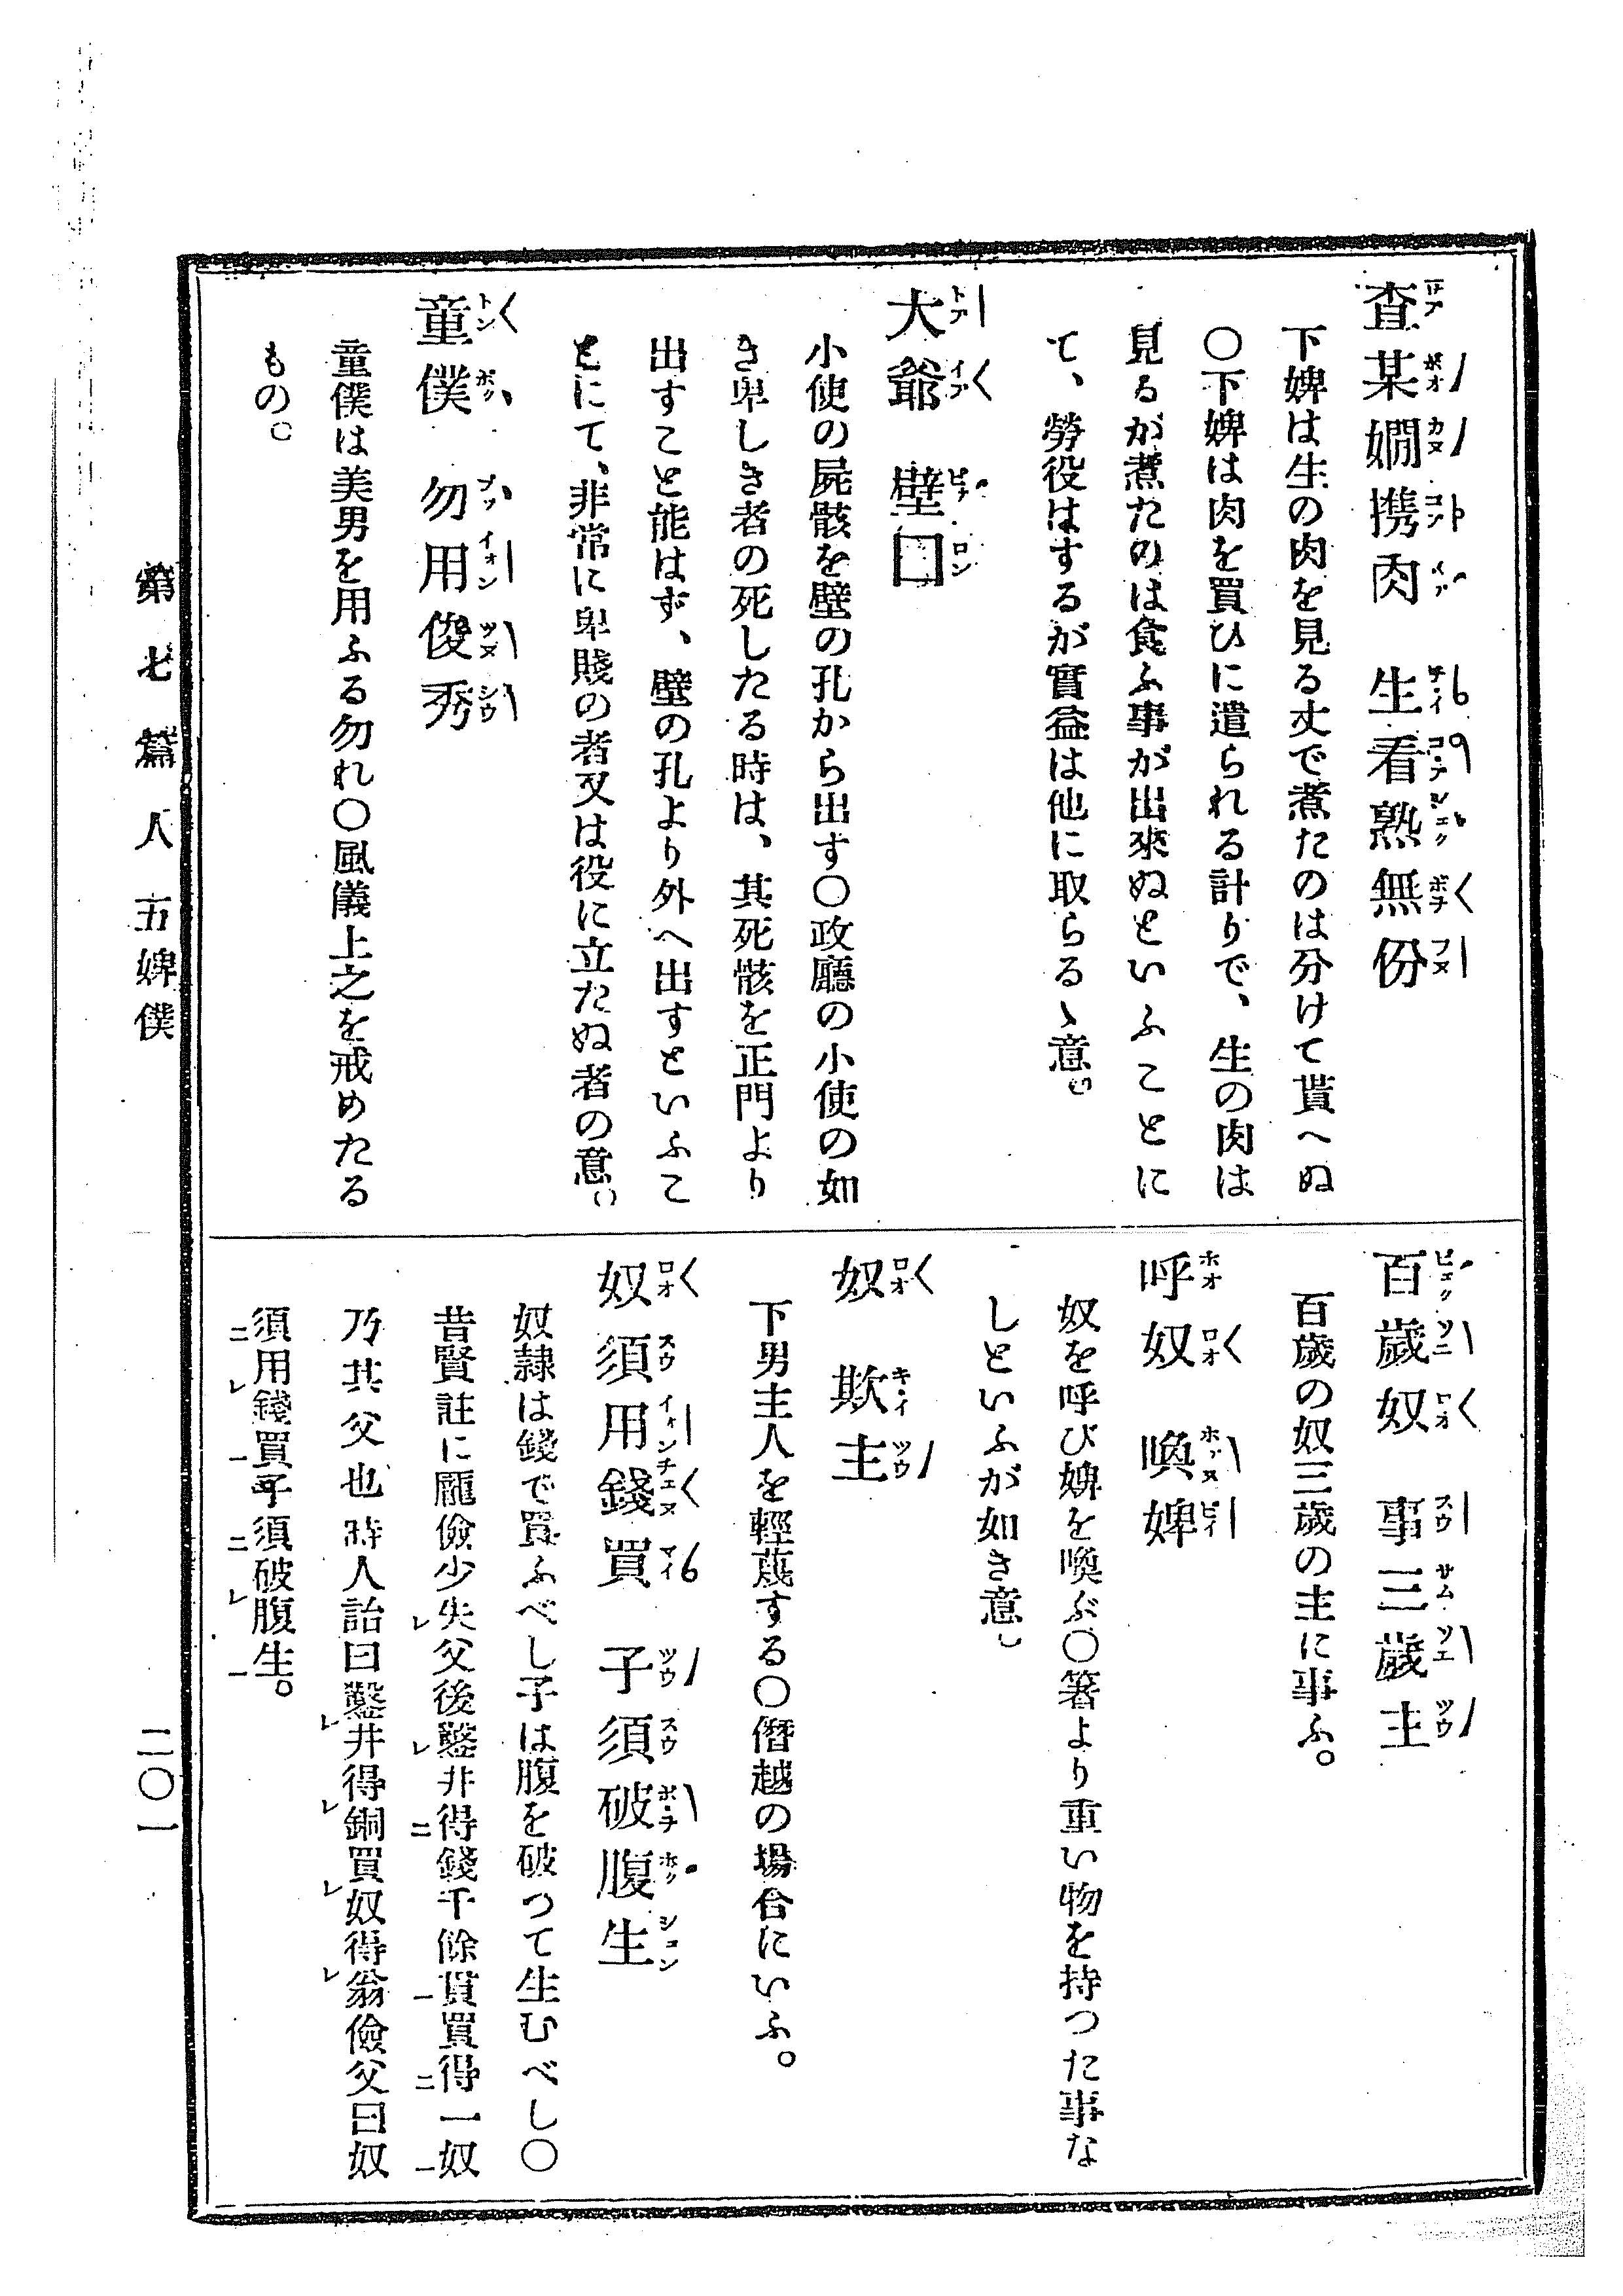 査某嫺携肉　生看熟無份
下婢は生の肉を見る丈で煮たのは分けて貰へぬ
〇下婢は肉を買ひに遣られる計りで、生の肉は
見るが煮たのは食ふ事が出來ぬといふことに
て、勞役はするが實益は他に取らるゝ意。
大爺　壁囗
小使の屍骸を壁の孔から出す〇政廳の小使の如
き卑しき者の死したる時は、其死骸を正門より
出すこと能はず、壁の孔より外へ出すといふこ
とにて、非常に卑賤の者又は役に立たぬ者の意。
童僕　勿用俊秀
童僕は美男を用ふる勿れ〇風儀上之を戒めたる
もの。
百歲奴　事三歲主
百歲の奴三歲の主に事ふ。
呼奴　喚婢
奴を呼び婢を喚ぶ〇箸より重い物を持つた事な
しといふが如き意。
奴　欺主
下男主人を輕蔑する〇僭越の場合にいふ。
奴須用錢買　子須破腹生
奴隷は錢で買ふべし子は腹を破つて生むべし〇
昔賢註に龐儉少失父後鑿井得錢千餘貫買得一奴
乃其父也時人詒曰鑿井得銅買奴得翁儉父曰奴
須用錢買乎須破腹生。
第七篇　人　五婢僕
二〇一